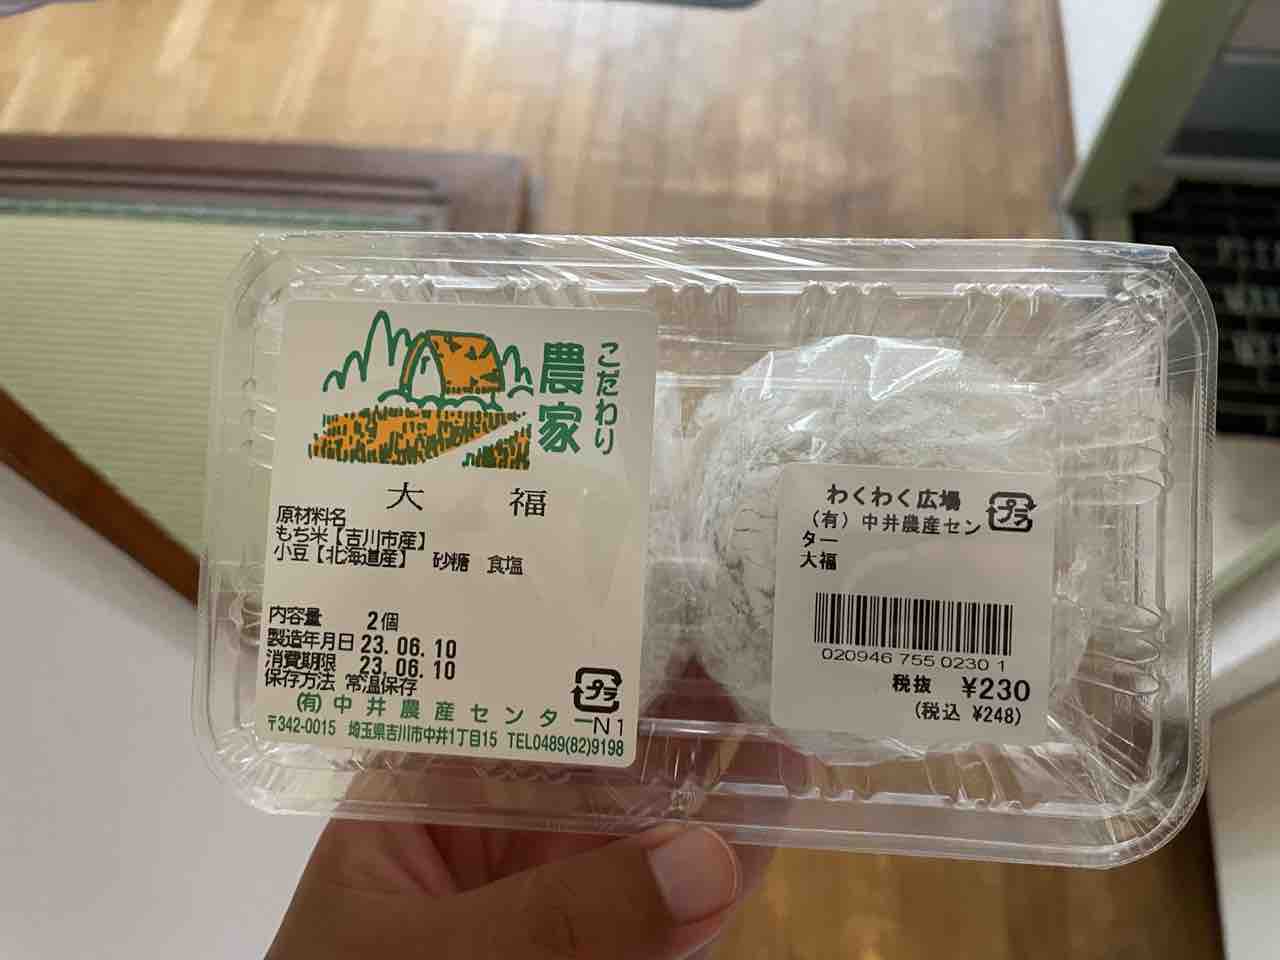 こだわり
農家
大 福
原材料名
もち米【吉川市産】
小豆【北海道産】 砂糖 食塩
内容量 2個
製造年月日 23.06.10
消費期限 23.06.10
保存方法 常温保存
プラ
(有)中井農産センター N1
〒342-0015 埼玉県吉川市中井1丁目15 TEL0489(82)9198
わくわく広場
プラ
(有)中井農産セン
ター
大福
020946 755 0230 1
税抜 ¥230
(税込 ¥248)